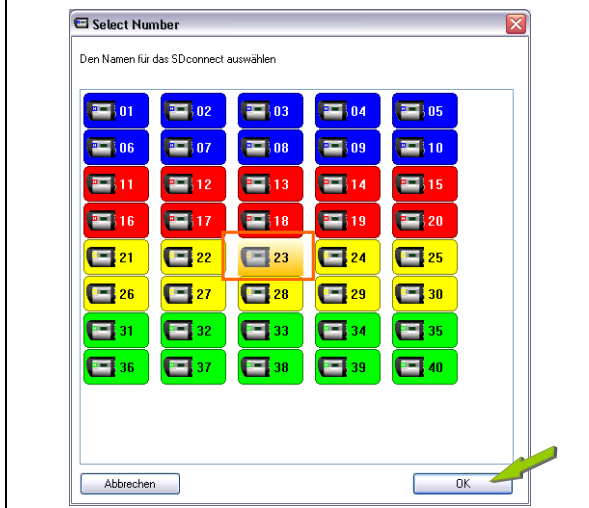 Select Number
Den Namen für das SDconnect auswählen
01 02 03 04 05
06 07 08 09 10
11 12 13 14 15
16 17 18 19 20
21 22 23 24 25
26 27 28 29 30
31 32 33 34 35
36 37 38 39 40
Abbrechen OK